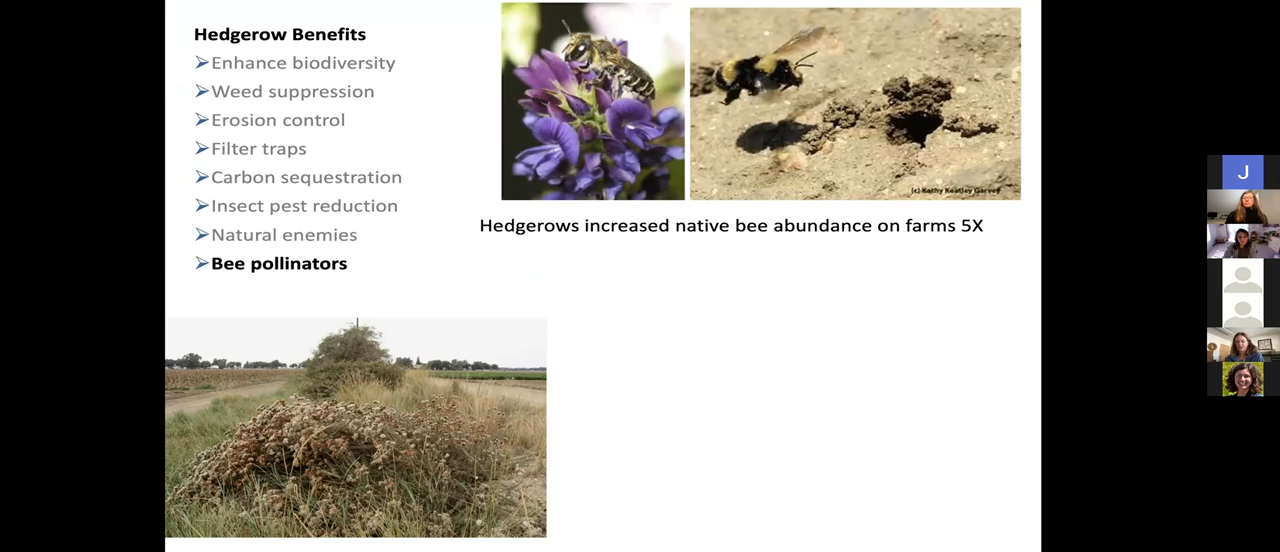 Hedgerow Benefits
➢Enhance biodiversity
➢Weed suppression
➢Erosion control
➢Filter traps
➢Carbon sequestration
➢Insect pest reduction
➢Natural enemies
➢Bee pollinators
(c) Kathy Keatley Garvey
Hedgerows increased native bee abundance on farms 5X
J